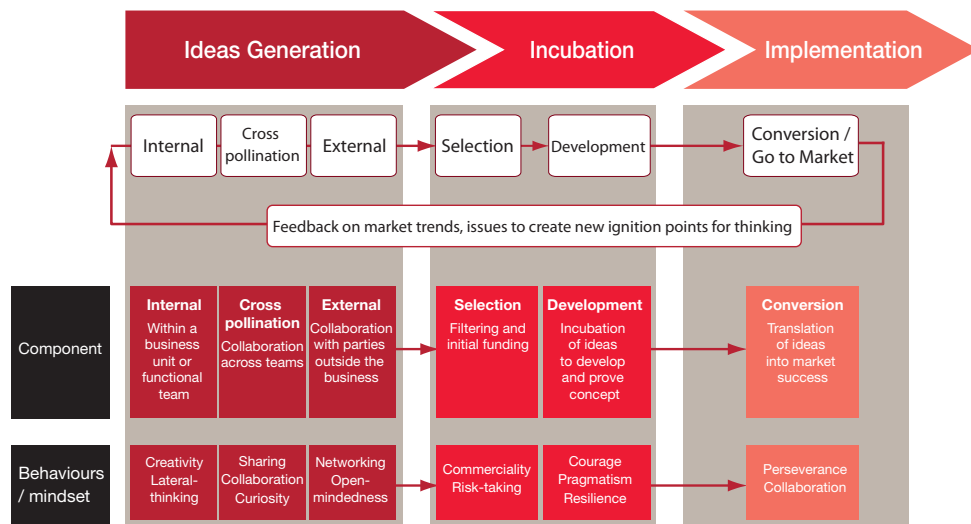 Ideas Generation
Incubation
Implementation
Internal
Cross
pollination
External
Selection
Development
Conversion /
Go to Market
Feedback on market trends, issues to create new ignition points for thinking
Component
Internal
Within a
business
unit or
functional
team
Cross
pollination
Collaboration
across teams
External
Collaboration
with parties
outside the
business
Selection
Filtering and
initial funding
Development
Incubation
of ideas
to develop
and prove
concept
Conversion
Translation
of ideas
into market
success
Behaviours
/ mindset
Creativity
Lateral-
thinking
Sharing
Collaboration
Curiosity
Networking
Open-
mindedness
Commerciality
Risk-taking
Courage
Pragmatism
Resilience
Perseverance
Collaboration